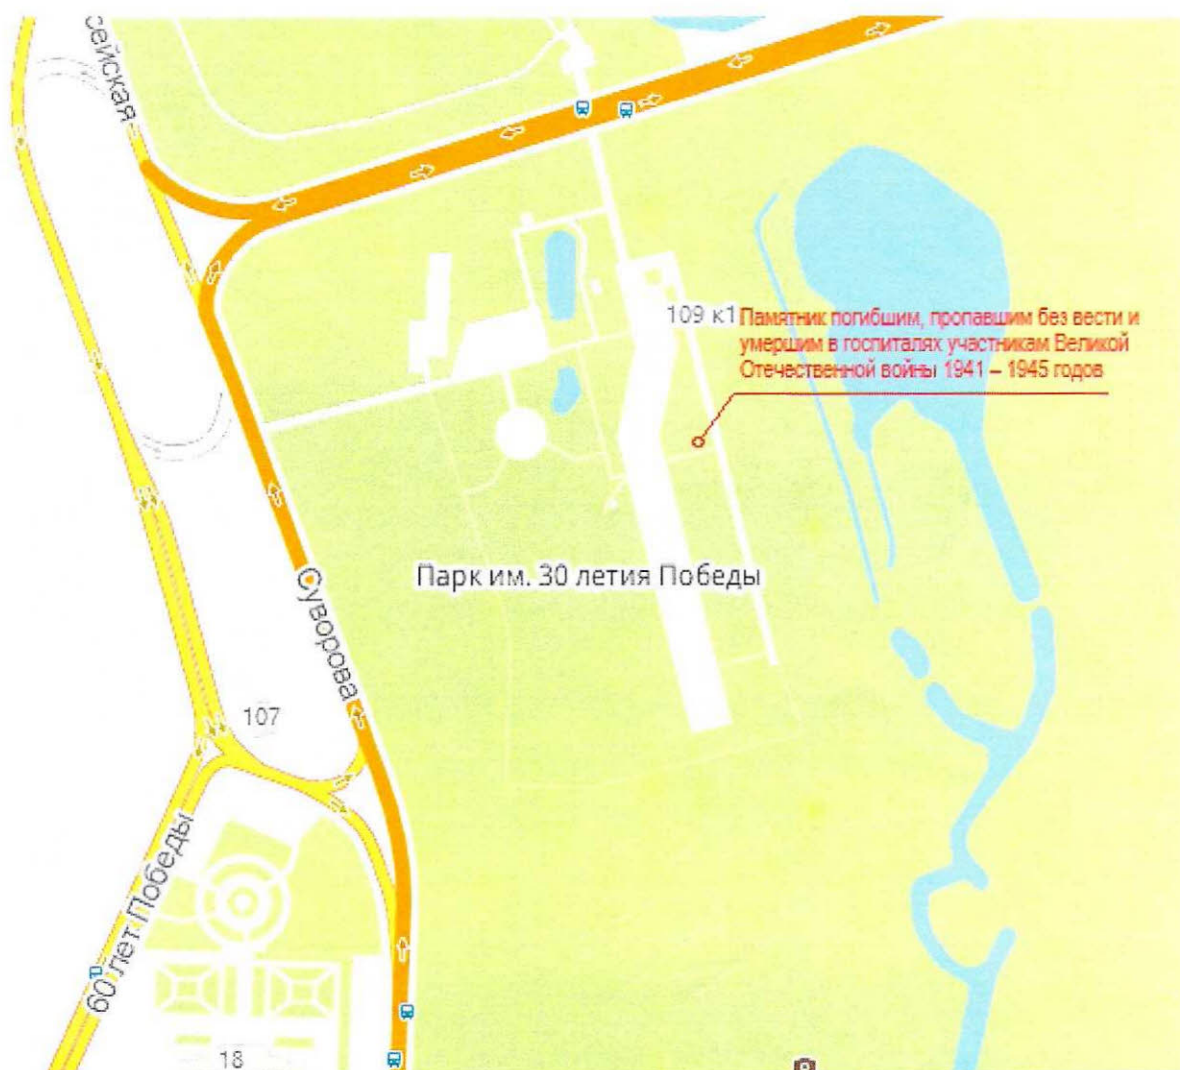 сейская
109 к1
Памятник погибшим, пропавшим без вести и
умершим в госпиталях участникам Великой
Отечественной войны 1941 – 1945 годов
Парк им. 30 летия Победы
Суворова
107
60 лет Победы
18